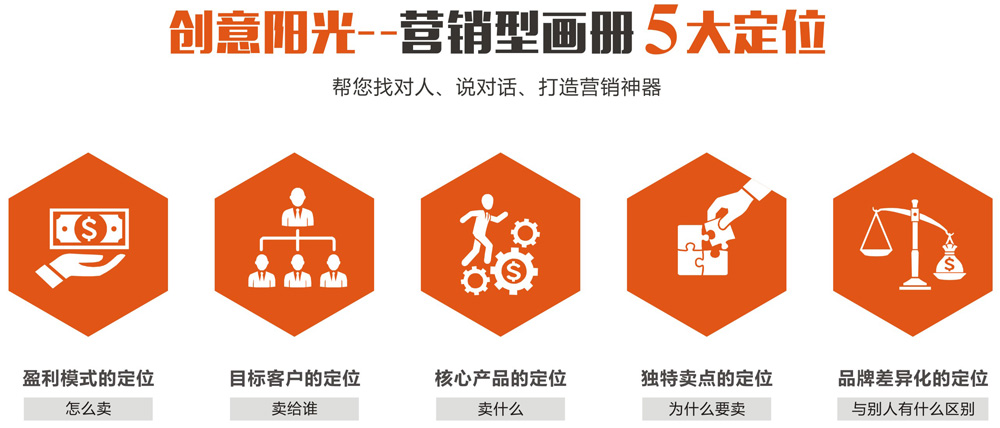 创意阳光--营销型画册5大定位
帮您找对人、说对话、打造营销神器
$
$
$
盈利模式的定位
目标客户的定位
核心产品的定位
独特卖点的定位
品牌差异化的定位
怎么卖
卖给谁
卖什么
为什么要卖
与别人有什么区别